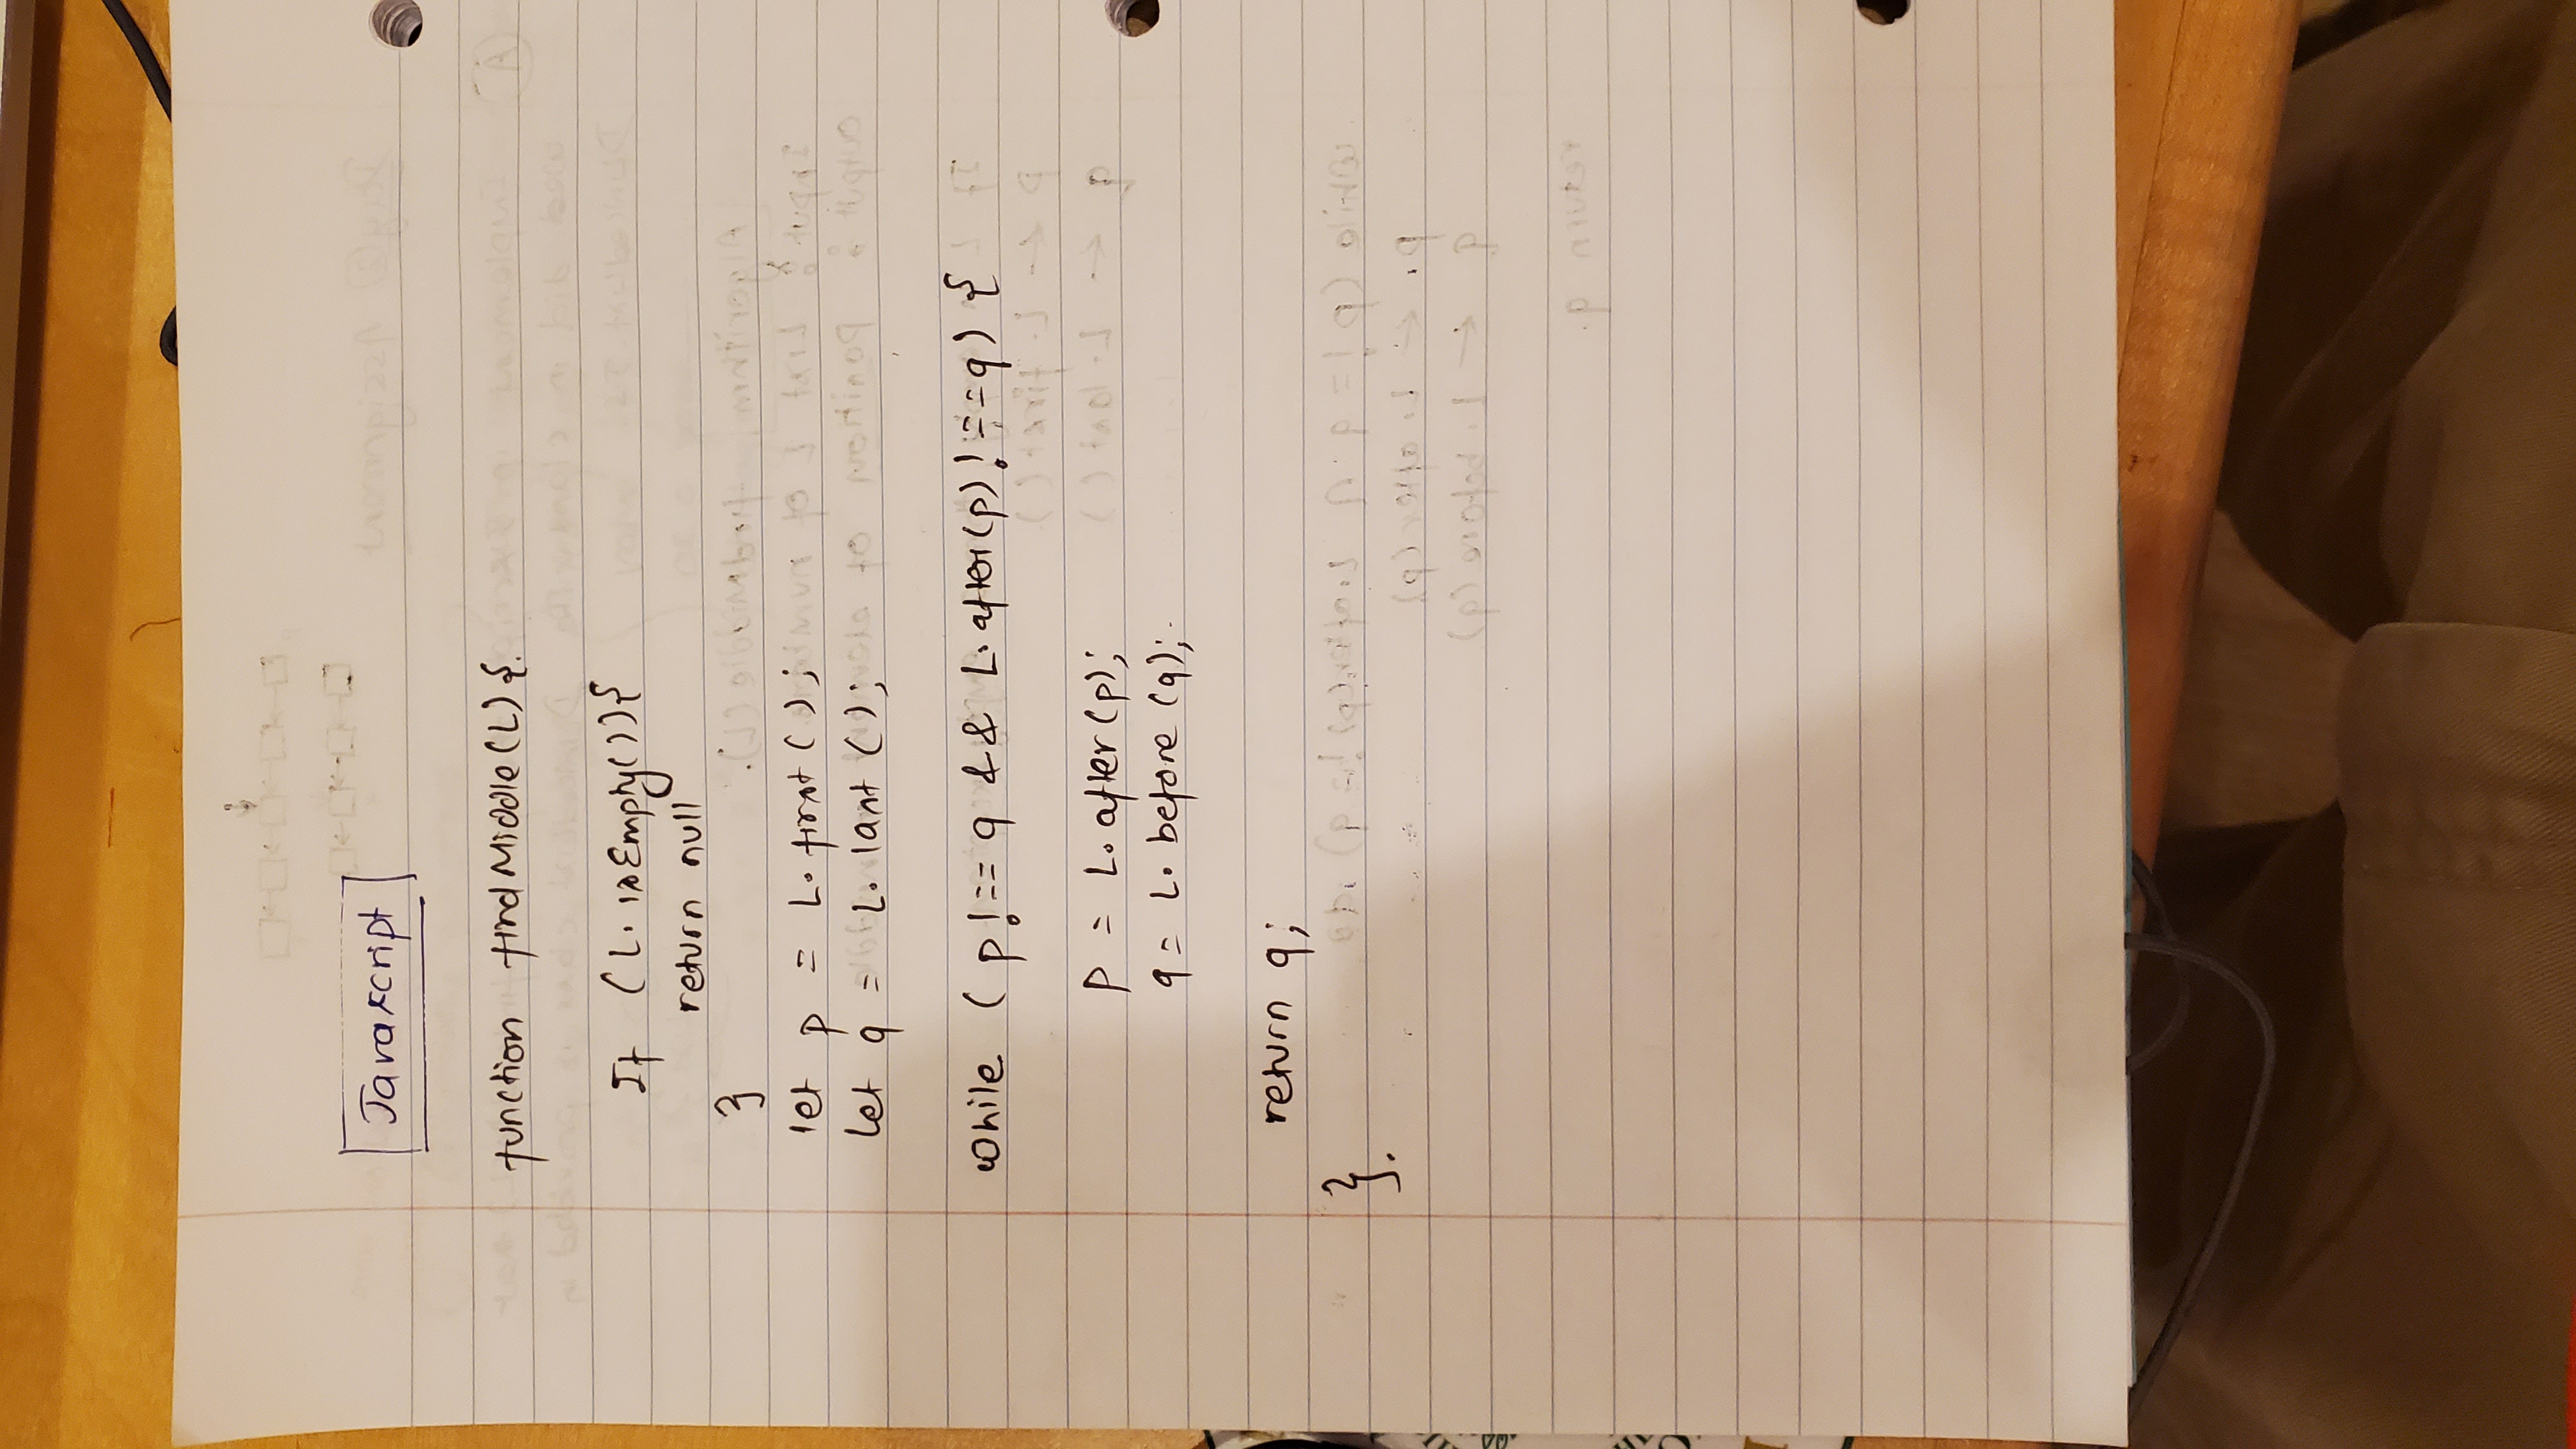 Javascript
function findMiddle(L){.
If (L. isEmpty()){
return null
}
let p = L. first ( );
Let q = L. last ( );
while ( p!== q && L. after(p)!==q) {
p = L. after (p);
q = L. before (q);
return q;
}.